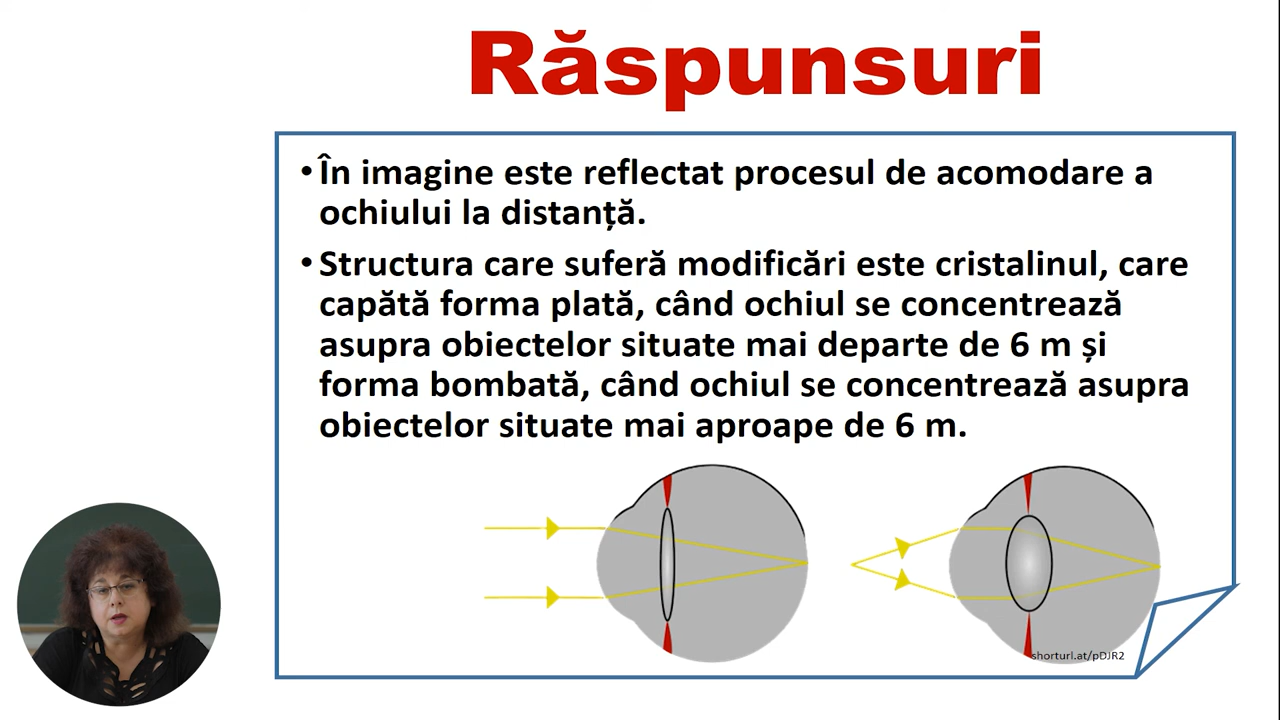 Răspunsuri
•În imagine este reflectat procesul de acomodare a
ochiului la distanță.
•Structura care suferă modificări este cristalinul, care
capătă forma plată, când ochiul se concentrează
asupra obiectelor situate mai departe de 6 m și
forma bombată, când ochiul se concentrează asupra
obiectelor situate mai aproape de 6 m.
shorturl.at/pDJR2